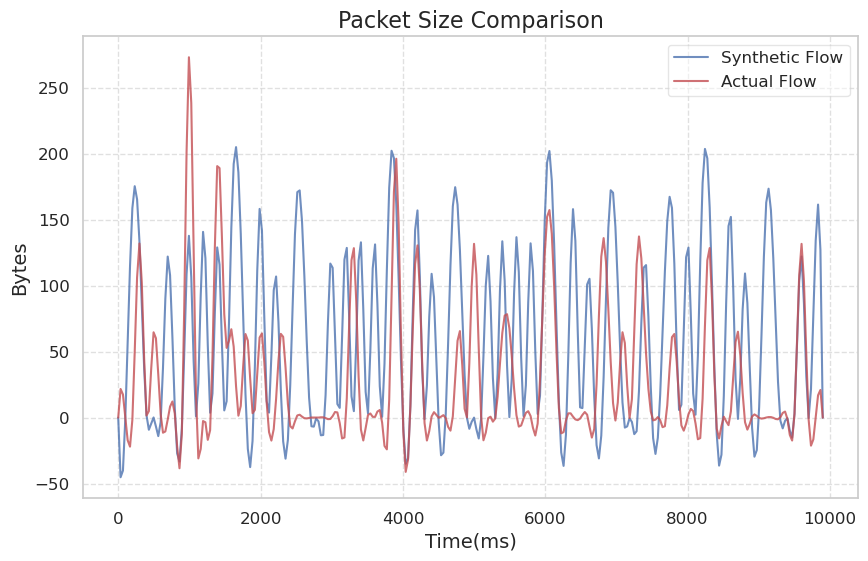 Packet Size Comparison
Synthetic Flow
Actual Flow
250
200
150
100
50
0
−50
Bytes
0 2000 4000 6000 8000 10000
Time(ms)